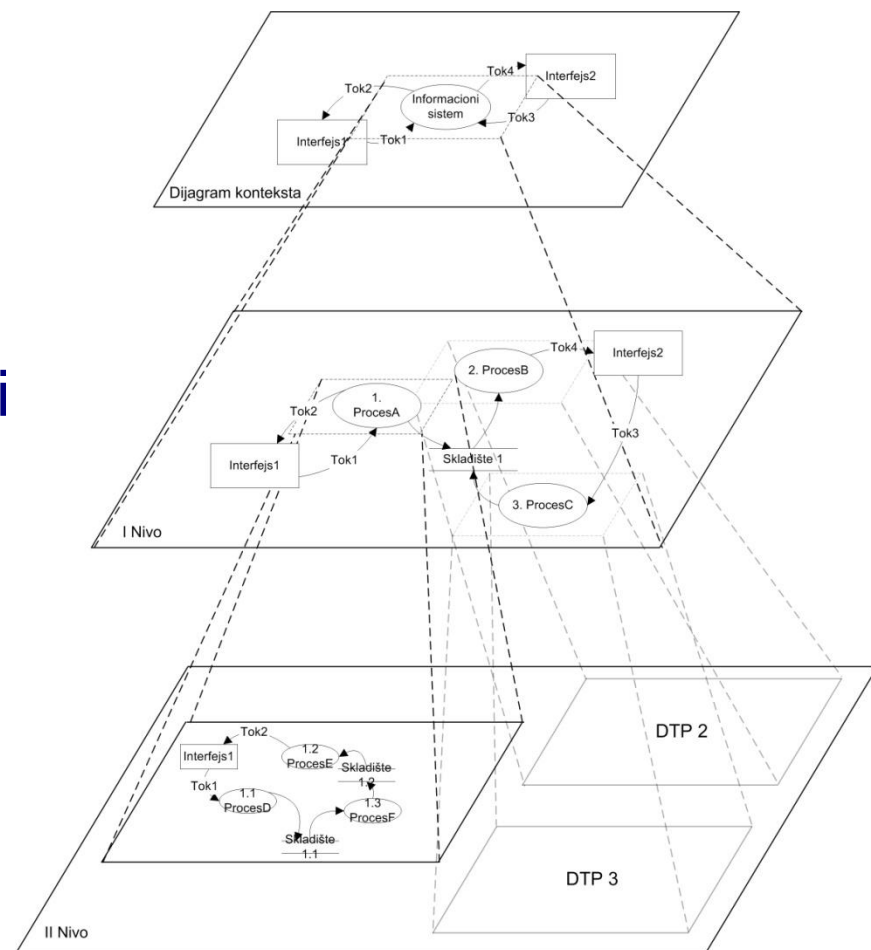 Tok4
Interfejs2
Tok2
Informacioni
sistem
Tok3
Interfejs1
Tok1
Dijagram konteksta
Tok4
Interfejs2
2. ProcesB
1.
ProcesA
Tok2
Tok3
Interfejs1
Tok1
Skladište 1
3. ProcesC
I Nivo
Tok2
Interfejs1
1.2
ProcesE
Skladište
1.2
Tok1
1.1
ProcesD
1.3
ProcesF
Skladište
1.1
DTP 2
DTP 3
II Nivo